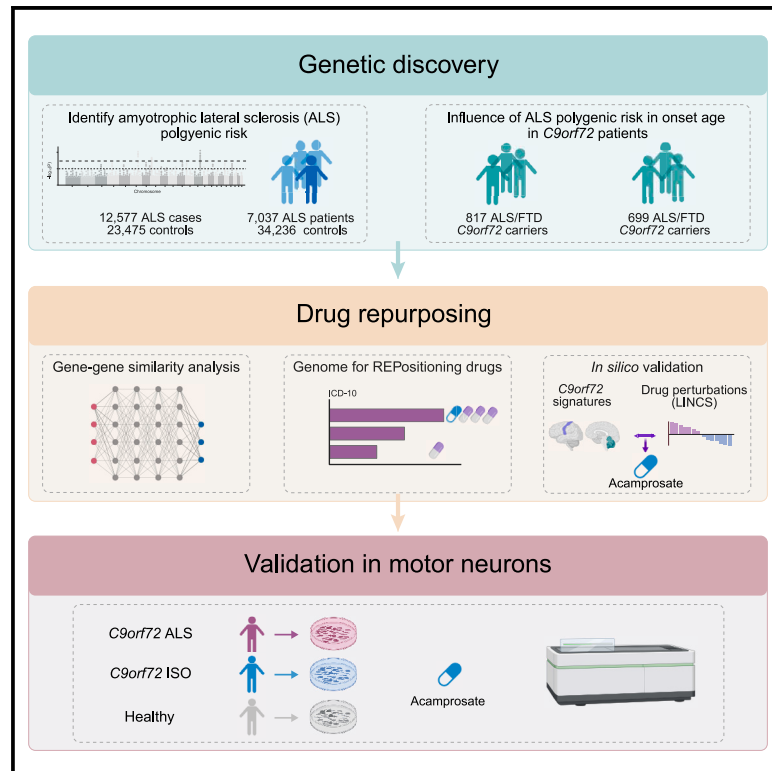 Genetic discovery
Identify amyotrophic lateral sclerosis (ALS)
polgyenic risk
-log₁₀(P)
Chromosome
12,577 ALS cases
23,475 controls
7,037 ALS patients
34,236 controls
Influence of ALS polygenic risk in onset age
in C9orf72 patients
817 ALS/FTD
C9orf72 carriers
699 ALS/FTD
C9orf72 carriers
Drug repurposing
Gene-gene similarity analysis
Genome for REPositioning drugs
ICD-10
In silico validation
C9orf72
signatures
Drug perturbations
(LINCS)
Acamprosate
Validation in motor neurons
C9orf72 ALS
C9orf72 ISO
Healthy
Acamprosate